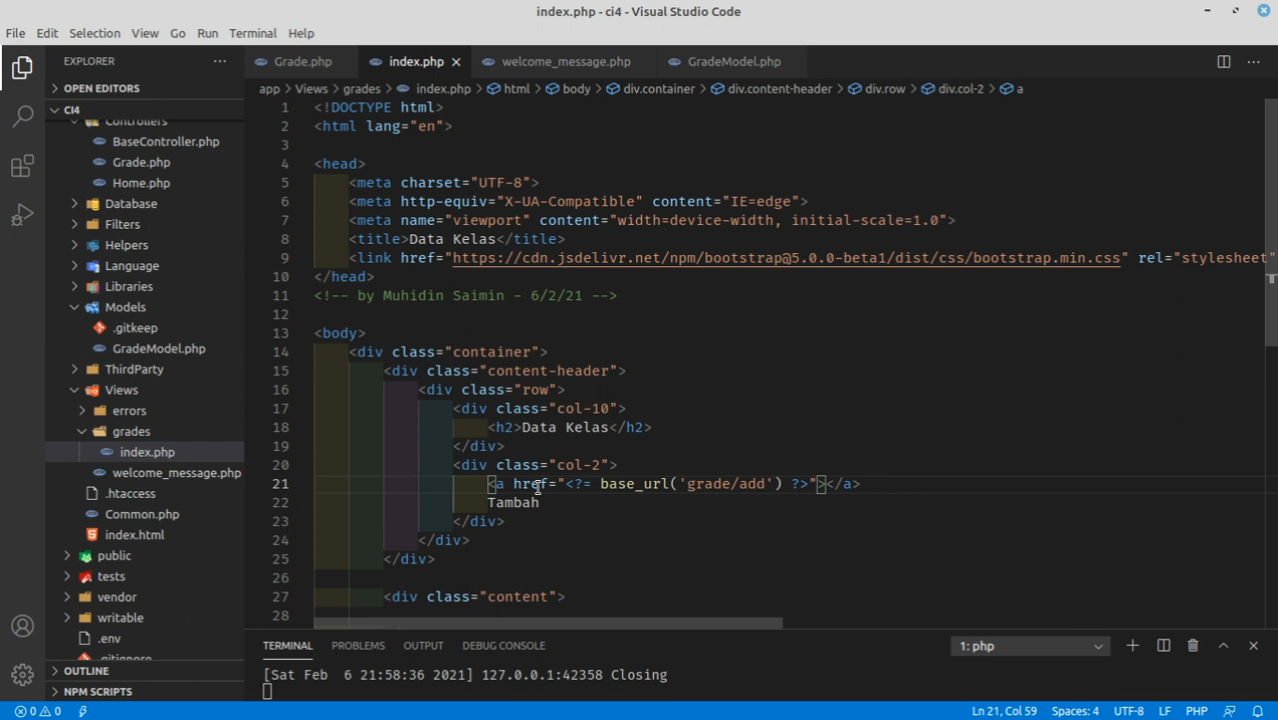 index.php - ci4 - Visual Studio Code
File Edit Selection View Go Run Terminal Help
EXPLORER
OPEN EDITORS
CI4
Controllers
BaseController.php
Grade.php
Home.php
Database
Filters
Helpers
Language
Libraries
Models
.gitkeep
GradeModel.php
ThirdParty
Views
errors
grades
index.php
welcome_message.php
.htaccess
Common.php
index.html
public
tests
vendor
writable
.env
.gitignore
OUTLINE
NPM SCRIPTS
Grade.php index.php welcome_message.php GradeModel.php
app > Views > grades > index.php > html > body > div.container > div.content-header > div.row > div.col-2 > a
1 <!DOCTYPE html>
2 <html lang="en">
3
4 <head>
5 <meta charset="UTF-8">
6 <meta http-equiv="X-UA-Compatible" content="IE=edge">
7 <meta name="viewport" content="width=device-width, initial-scale=1.0">
8 <title>Data Kelas</title>
9 <link href="https://cdn.jsdelivr.net/npm/bootstrap@5.0.0-beta1/dist/css/bootstrap.min.css" rel="stylesheet"
10 </head>
11 <!-- by Muhidin Saimin - 6/2/21 -->
12
13 <body>
14 <div class="container">
15 <div class="content-header">
16 <div class="row">
17 <div class="col-10">
18 <h2>Data Kelas</h2>
19 </div>
20 <div class="col-2">
21 <a href="<?= base_url('grade/add') ?>"></a>
22 Tambah
23 </div>
24 </div>
25 </div>
26
27 <div class="content">
28
TERMINAL PROBLEMS OUTPUT DEBUG CONSOLE 1: php
[Sat Feb 6 21:58:36 2021] 127.0.0.1:42358 Closing
0 0 Ln 21, Col 59 Spaces: 4 UTF-8 LF PHP